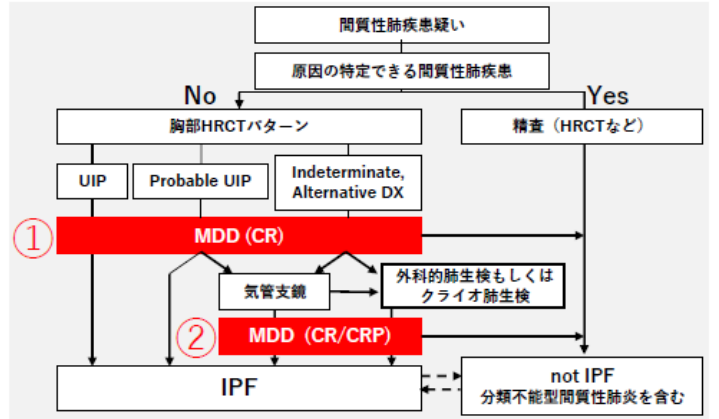 間質性肺疾患疑い
原因の特定できる間質性肺疾患
No
Yes
胸部HRCTパターン
精査（HRCTなど）
UIP
Probable UIP
Indeterminate,
Alternative DX
①
MDD (CR)
気管支鏡
外科的肺生検もしくは
クライオ肺生検
②
MDD (CR/CRP)
IPF
not IPF
分類不能型間質性肺炎を含む